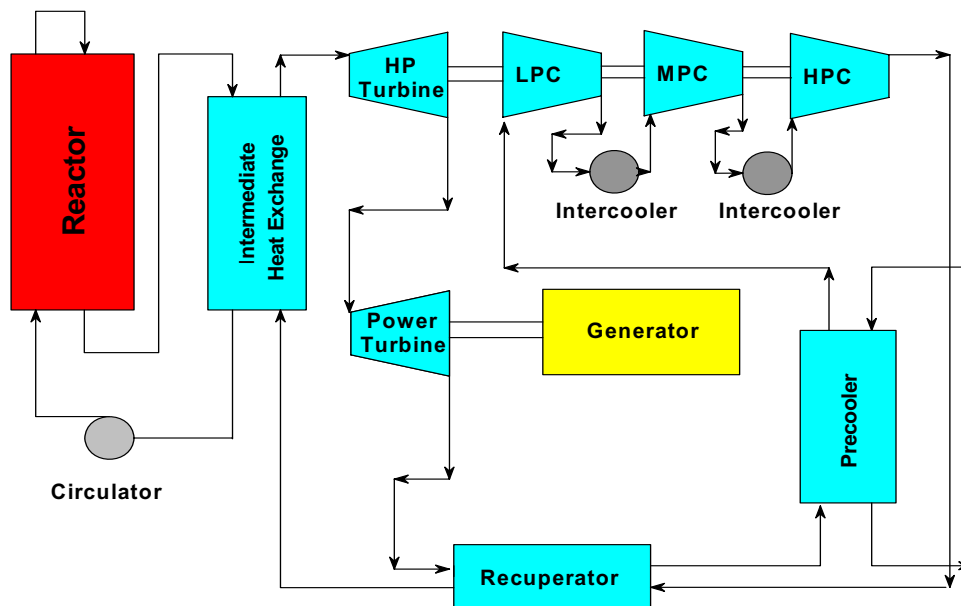 Reactor
Intermediate
Heat Exchange
HP
Turbine
LPC
MPC
HPC
Intercooler
Intercooler
Power
Turbine
Generator
Precooler
Circulator
Recuperator